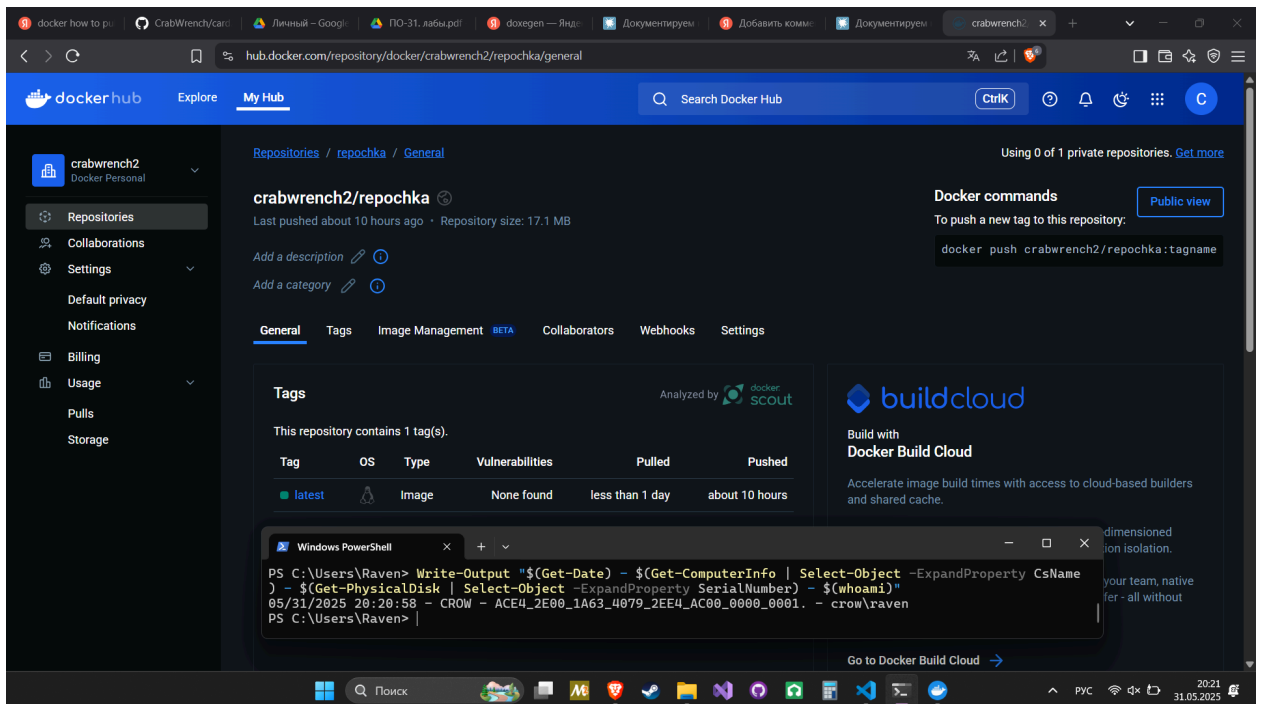 docker how to pu
CrabWrench/card
Личный – Google
ПО-31. лабы.pdf
doxegen — Янде
Документируем
Добавить комме
Документируем
crabwrench2
hub.docker.com/repository/docker/crabwrench2/repochka/general
dockerhub
Explore
My Hub
Search Docker Hub
CtrlK
C
crabwrench2
Docker Personal
Repositories
Collaborations
Settings
Default privacy
Notifications
Billing
Usage
Pulls
Storage
Repositories / repochka / General
Using 0 of 1 private repositories. Get more
crabwrench2/repochka
Last pushed about 10 hours ago • Repository size: 17.1 MB
Add a description
Add a category
Docker commands
Public view
To push a new tag to this repository:
docker push crabwrench2/repochka:tagname
General Tags Image Management BETA Collaborators Webhooks Settings
Tags
Analyzed by docker scout
This repository contains 1 tag(s).
Tag OS Type Vulnerabilities Pulled Pushed
latest Image None found less than 1 day about 10 hours
buildcloud
Build with
Docker Build Cloud
Accelerate image build times with access to cloud-based builders
and shared cache.
dimensioned
ion isolation.
your team, native
fer - all without
Go to Docker Build Cloud
Windows PowerShell
PS C:\Users\Raven> Write-Output "$(Get-Date) - $(Get-ComputerInfo | Select-Object -ExpandProperty CsName
) - $(Get-PhysicalDisk | Select-Object -ExpandProperty SerialNumber) - $(whoami)"
05/31/2025 20:20:58 - CROW - ACE4_2E00_1A63_4079_2EE4_AC00_0000_0001. - crow\raven
PS C:\Users\Raven>
Поиск
РУС
20:21
31.05.2025